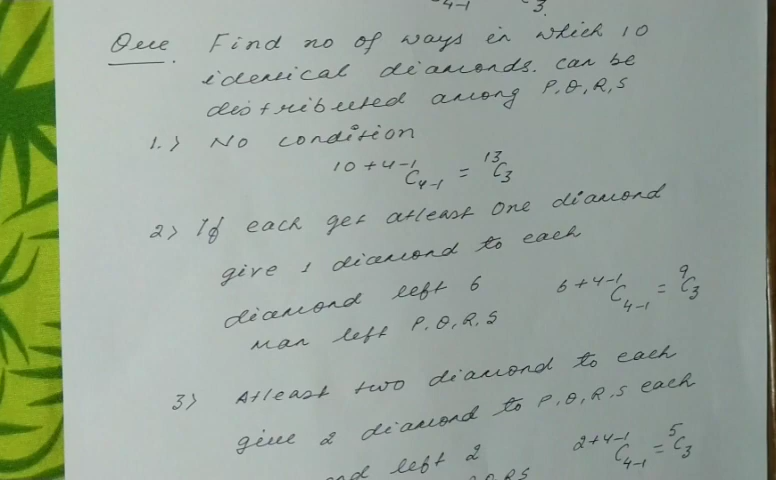 4-1 3
Que. Find no of ways in which 10
identical diamonds. can be
distributed among P,Q,R,S
1.) No condition
10+4-1C4-1 = 13C3
2) If each get atleast one diamond
give 1 diamond to each
diamond left 6 6+4-1C4-1 = 9C3
man left P,Q,R,S
3) Atleast two diamond to each
give 2 diamond to P,Q,R,S each
left 2 2+4-1C4-1 = 5C3